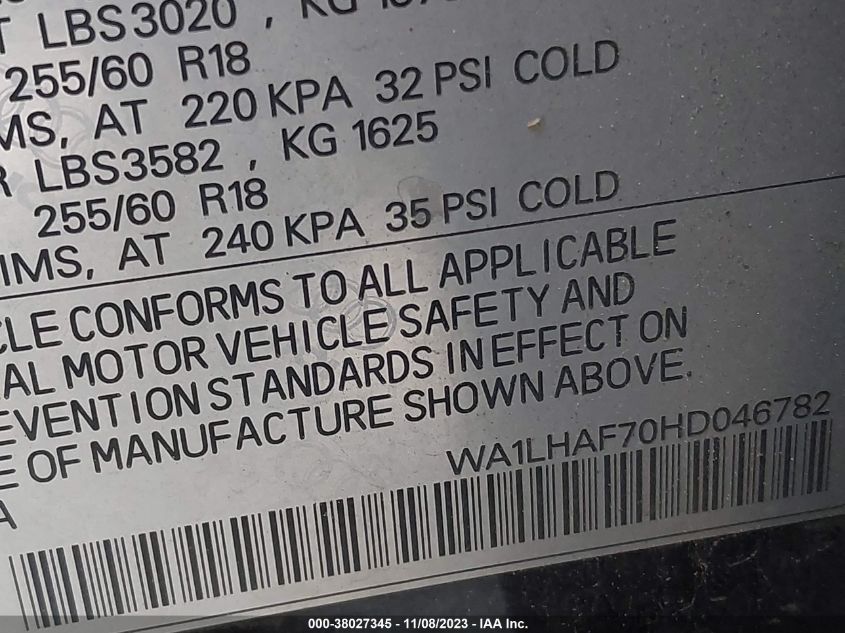 T LBS3020 , KG
255/60 R18
MS, AT 220 KPA 32 PSI COLD
R LBS3582 , KG 1625
255/60 R18
IMS, AT 240 KPA 35 PSI COLD
CLE CONFORMS TO ALL APPLICABLE
AL MOTOR VEHICLE SAFETY AND
EVENTION STANDARDS IN EFFECT ON
E OF MANUFACTURE SHOWN ABOVE.
WA1LHAF70HD046782
A
000-38027345 - 11/08/2023 - IAA Inc.